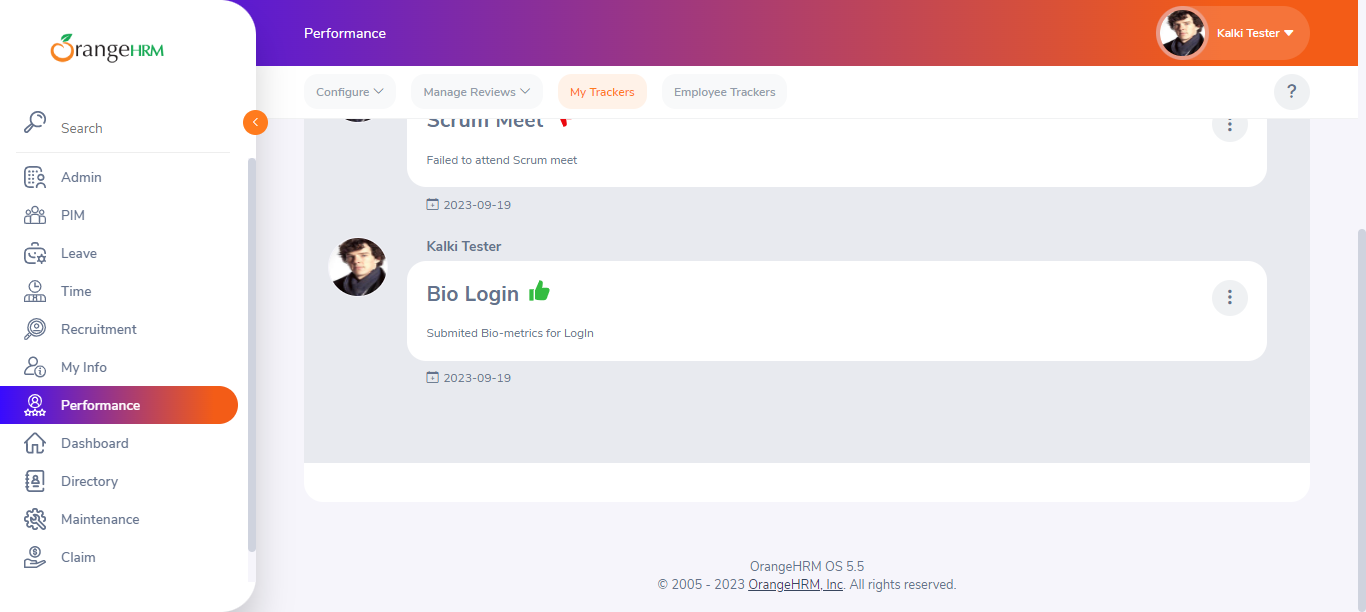 OrangeHRM
Search
Admin
PIM
Leave
Time
Recruitment
My Info
Performance
Dashboard
Directory
Maintenance
Claim
Performance
Kalki Tester
Configure
Manage Reviews
My Trackers
Employee Trackers
?
Scrum Meet
Failed to attend Scrum meet
2023-09-19
Kalki Tester
Bio Login
Submited Bio-metrics for LogIn
2023-09-19
OrangeHRM OS 5.5
© 2005 - 2023 OrangeHRM, Inc. All rights reserved.